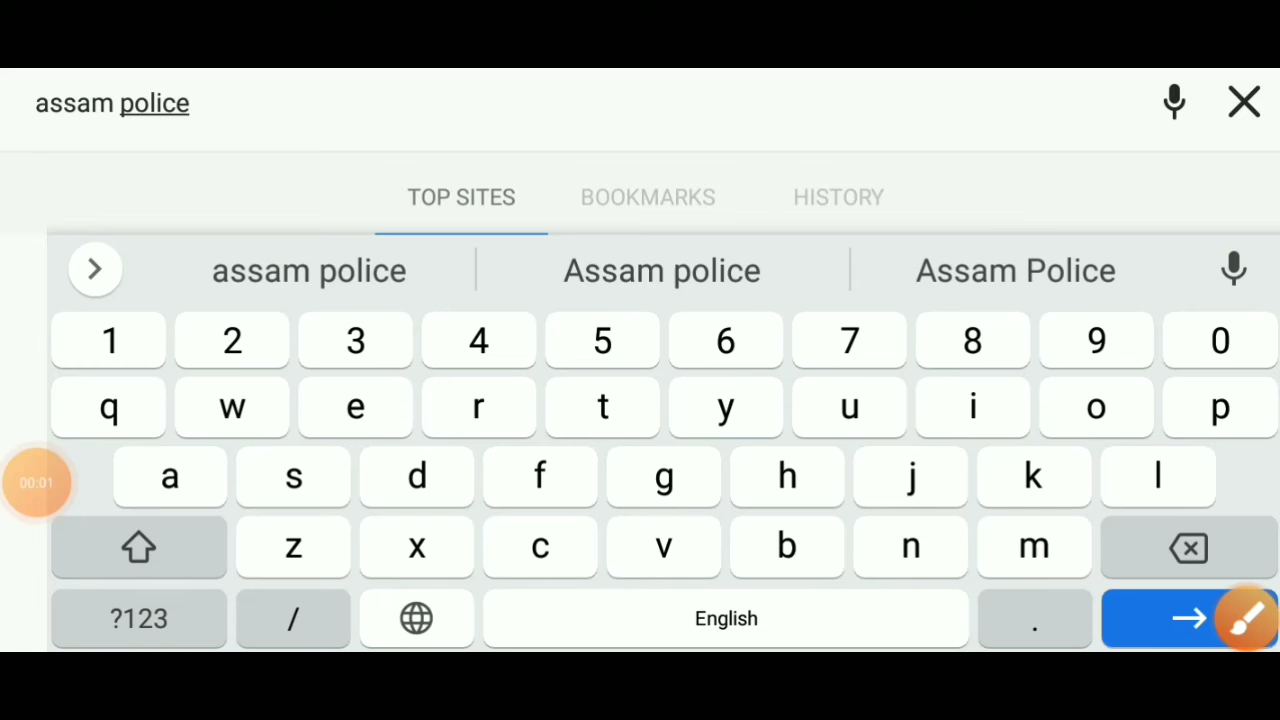 assam police
TOP SITES BOOKMARKS HISTORY
assam police Assam police Assam Police
1 2 3 4 5 6 7 8 9 0
q w e r t y u i o p
a s d f g h j k l
00:01
z x c v b n m
?123 / English .